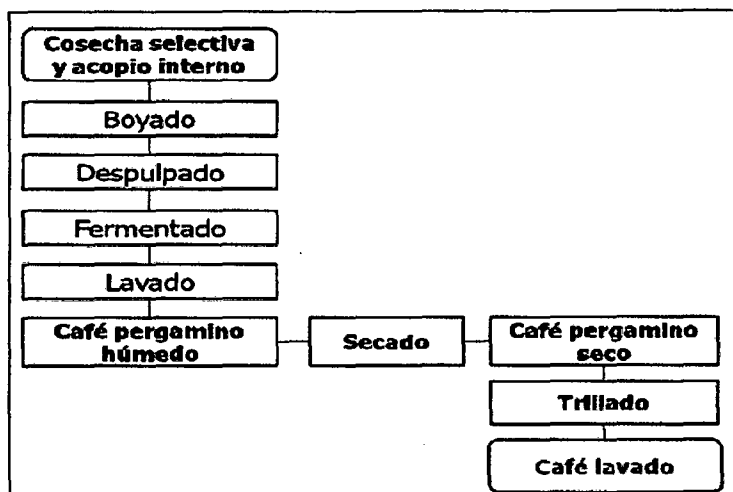 Cosecha selectiva
y acopio interno
Boyado
Despulpado
Fermentado
Lavado
Café pergamino
húmedo
Secado
Café pergamino
seco
Trillado
Café lavado